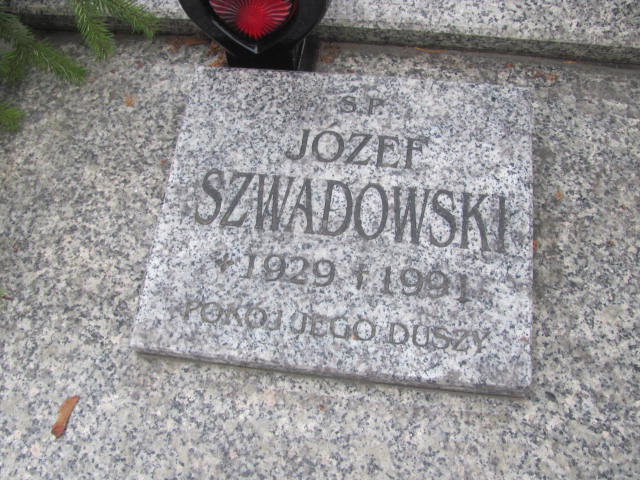 Ś.P.
JÓZEF
SZWADOWSKI
* 1929 † 1991
POKÓJ JEGO DUSZY